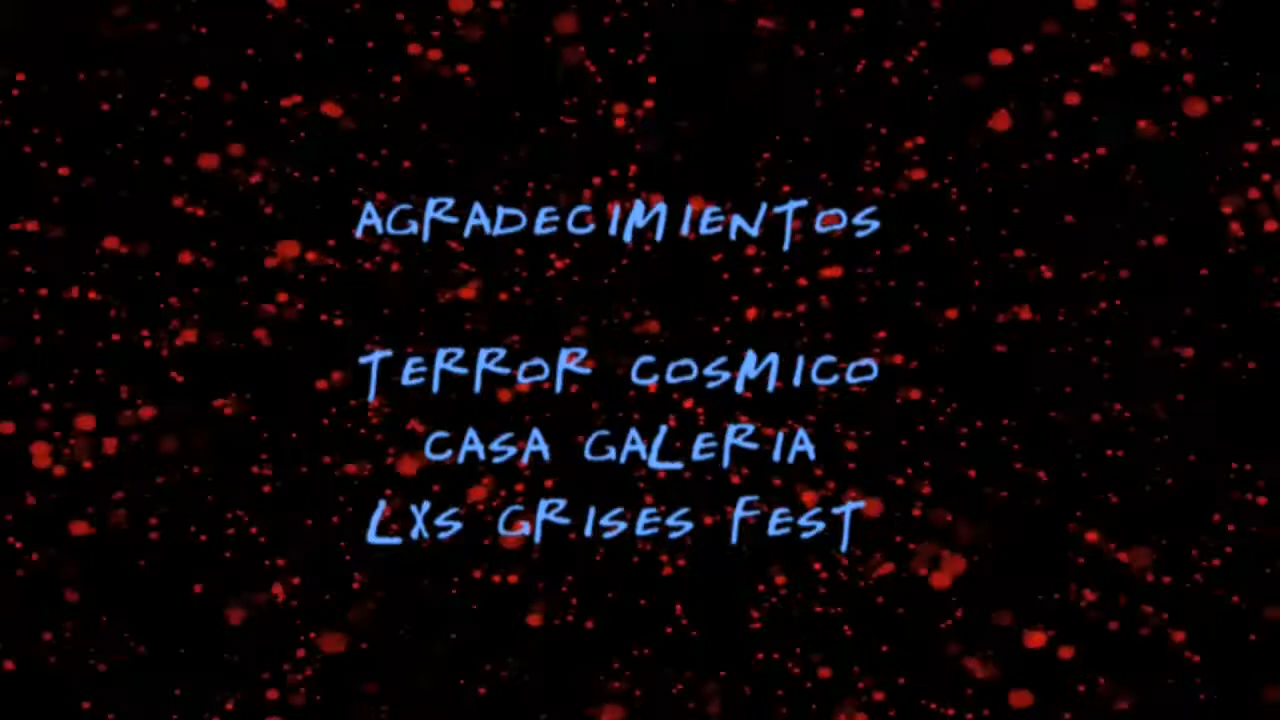 AGRADECIMIENTOS
TERROR COSMICO
CASA GALERIA
LXS GRISES FEST